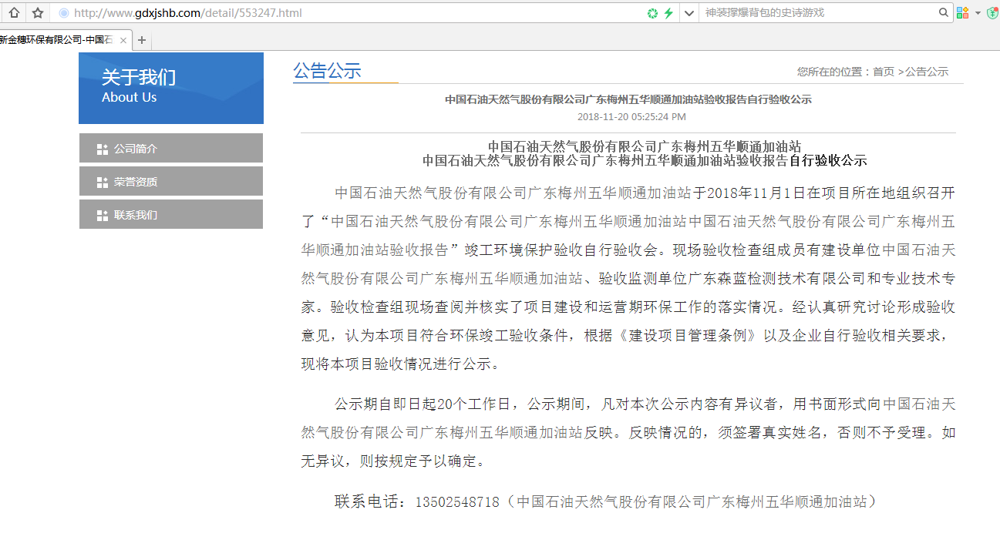 http://www.gdxjshb.com/detail/553247.html
神装撑爆背包的史诗游戏
新金穗环保有限公司-中国石
关于我们
About Us
公司简介
荣誉资质
联系我们
公告公示
您所在的位置：首页 >公告公示
中国石油天然气股份有限公司广东梅州五华顺通加油站验收报告自行验收公示
2018-11-20 05:25:24 PM
中国石油天然气股份有限公司广东梅州五华顺通加油站
中国石油天然气股份有限公司广东梅州五华顺通加油站验收报告自行验收公示
中国石油天然气股份有限公司广东梅州五华顺通加油站于2018年11月1日在项目所在地组织召开
了“中国石油天然气股份有限公司广东梅州五华顺通加油站中国石油天然气股份有限公司广东梅州五
华顺通加油站验收报告”竣工环境保护验收自行验收会。现场验收检查组成员有建设单位中国石油天
然气股份有限公司广东梅州五华顺通加油站、验收监测单位广东森蓝检测技术有限公司和专业技术专
家。验收检查组现场查阅并核实了项目建设和运营期环保工作的落实情况。经认真研究讨论形成验收
意见，认为本项目符合环保竣工验收条件，根据《建设项目管理条例》以及企业自行验收相关要求，
现将本项目验收情况进行公示。
公示期自即日起20个工作日，公示期间，凡对本次公示内容有异议者，用书面形式向中国石油天
然气股份有限公司广东梅州五华顺通加油站反映。反映情况的，须签署真实姓名，否则不予受理。如
无异议，则按规定予以确定。
联系电话：13502548718（中国石油天然气股份有限公司广东梅州五华顺通加油站）